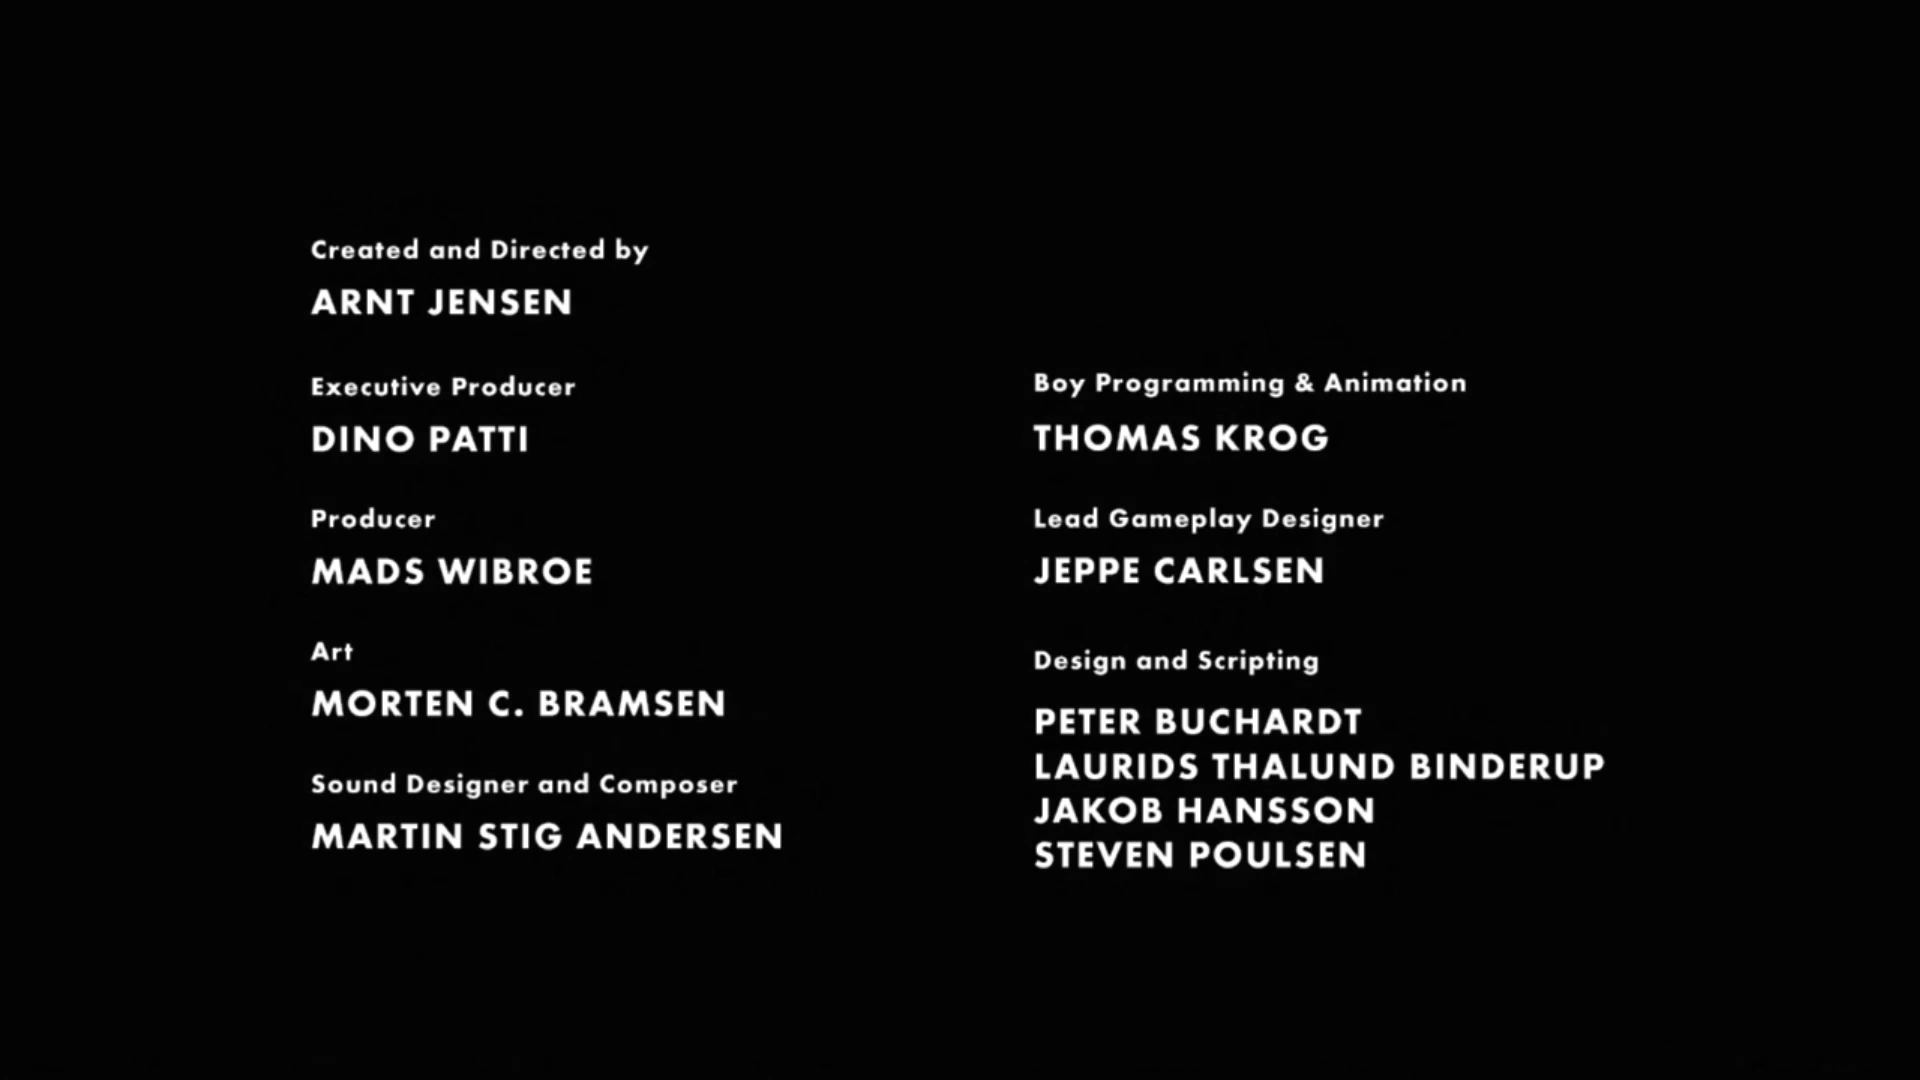 Created and Directed by
ARNT JENSEN
Executive Producer
DINO PATTI
Producer
MADS WIBROE
Art
MORTEN C. BRAMSEN
Sound Designer and Composer
MARTIN STIG ANDERSEN
Boy Programming & Animation
THOMAS KROG
Lead Gameplay Designer
JEPPE CARLSEN
Design and Scripting
PETER BUCHARDT
LAURIDS THALUND BINDERUP
JAKOB HANSSON
STEVEN POULSEN